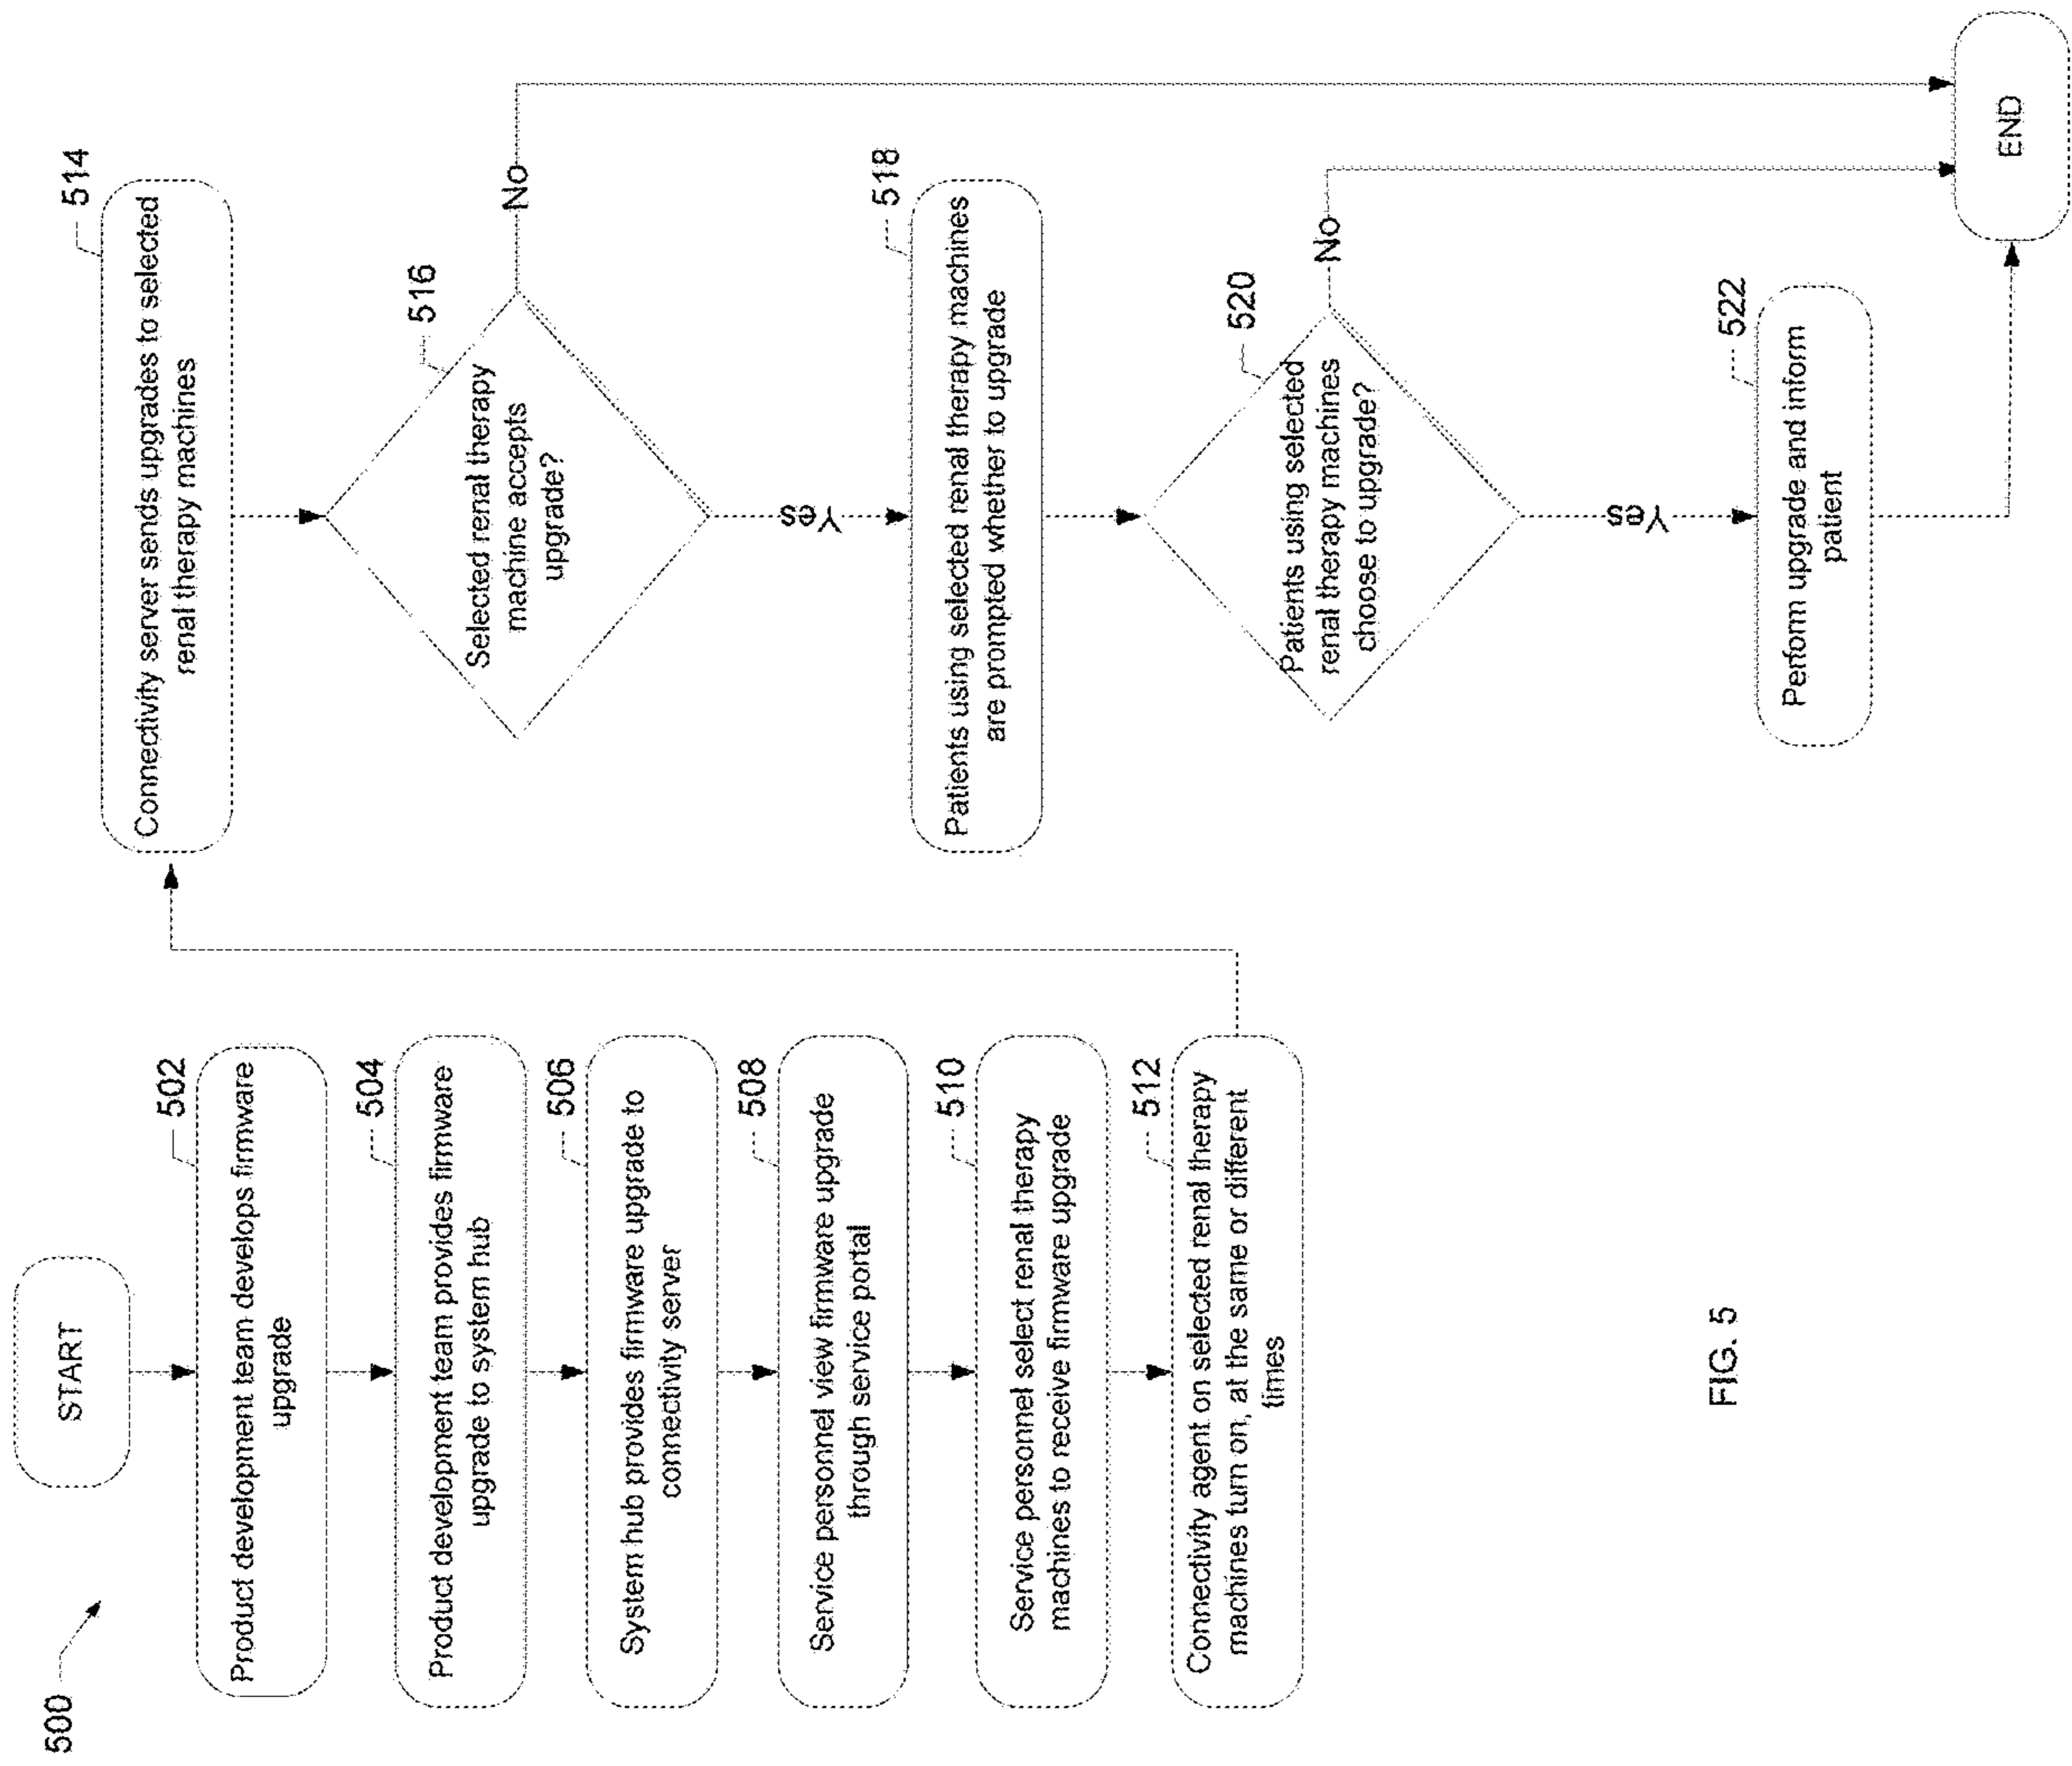 500
START
502
Product development team develops firmware
upgrade
504
Product development team provides firmware
upgrade to system hub
506
System hub provides firmware upgrade to
connectivity server
508
Service personnel view firmware upgrade
through service portal
510
Service personnel select renal therapy
machines to receive firmware upgrade
512
Connectivity agent on selected renal therapy
machines turn on, at the same or different
times
514
Connectivity server sends upgrades to selected
renal therapy machines
516
Selected renal therapy
machine accepts
upgrade?
No
Yes
518
Patients using selected renal therapy machines
are prompted whether to upgrade
520
Patients using selected
renal therapy machines
choose to upgrade?
No
Yes
522
Perform upgrade and inform
patient
END
FIG. 5